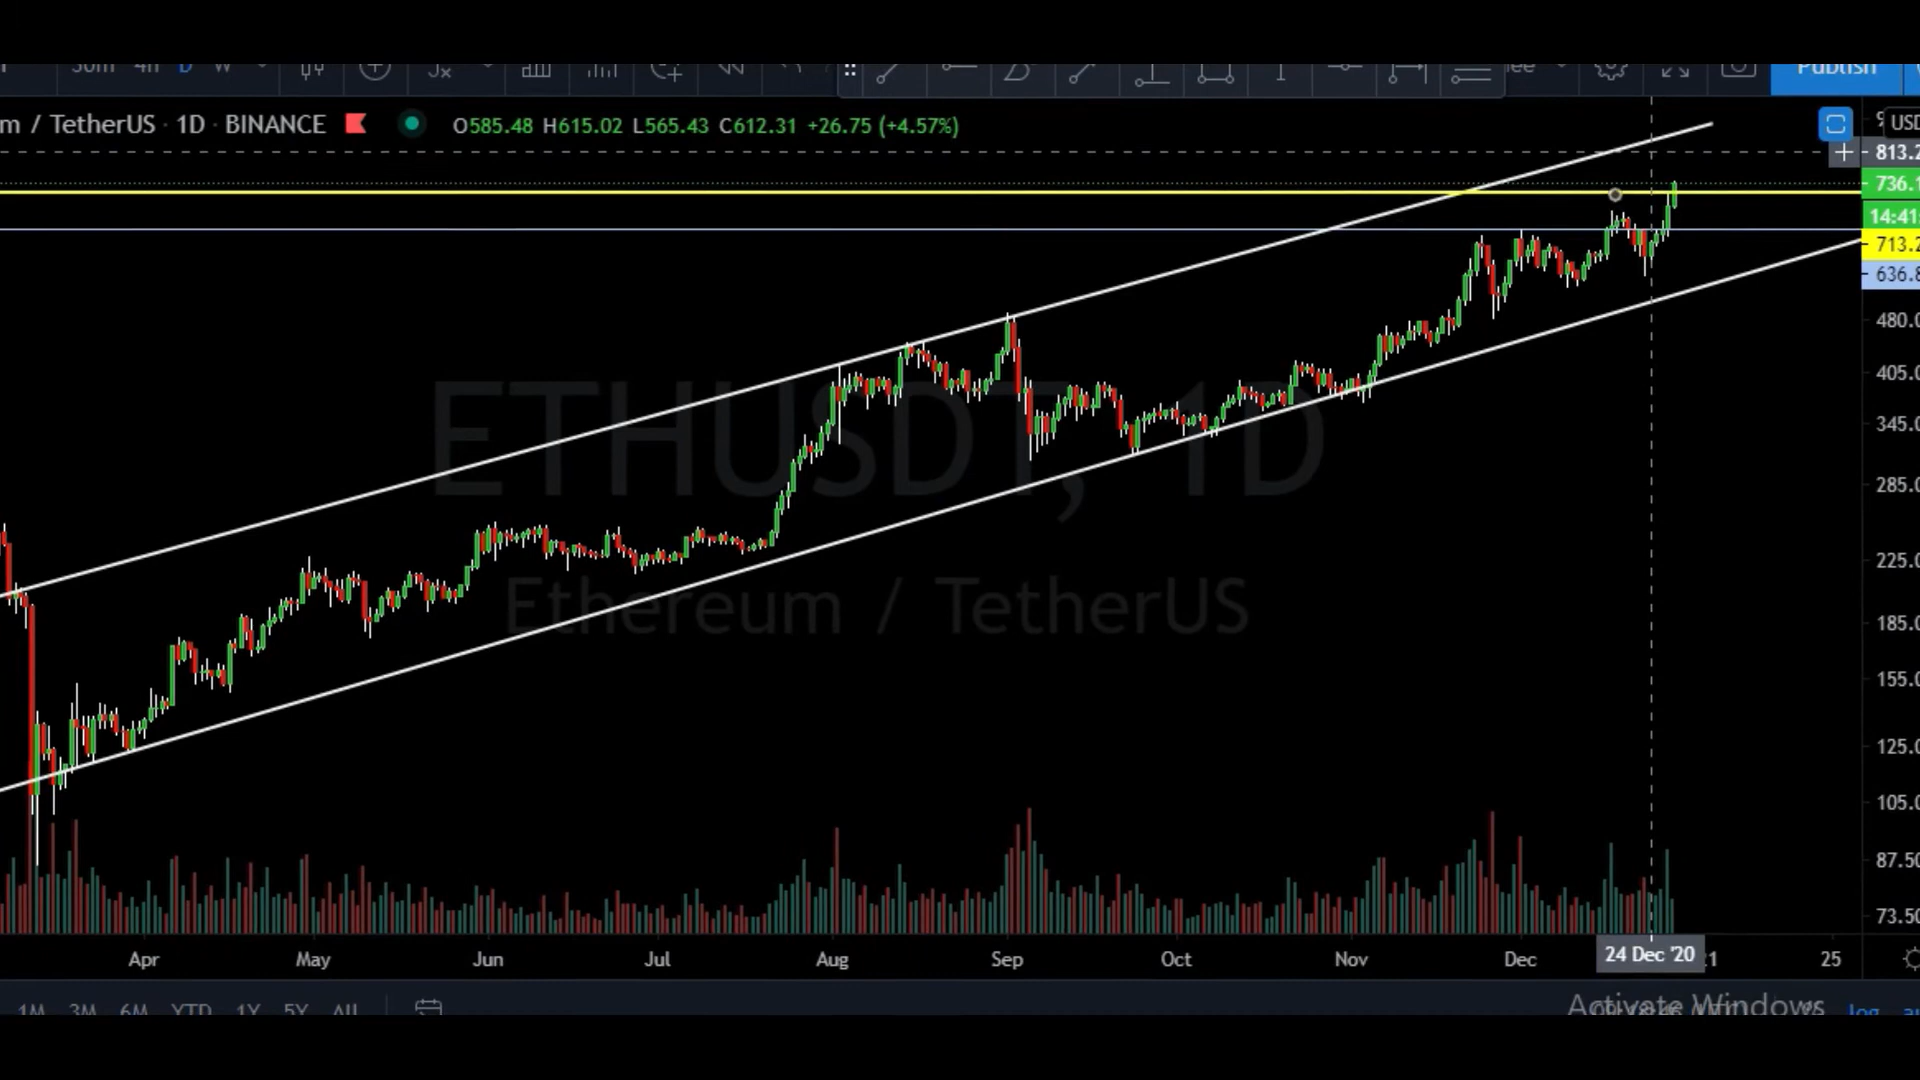 30m 4h D W Publish
m / TetherUS · 1D · BINANCE O585.48 H615.02 L565.43 C612.31 +26.75 (+4.57%)
USD
813.2
736.1
14:41:
713.2
636.8
480.0
405.0
345.0
285.0
225.0
185.0
155.0
125.0
105.0
87.50
73.50
ETHUSDT, 1D
Ethereum / TetherUS
Apr May Jun Jul Aug Sep Oct Nov Dec 24 Dec '20 25
1M 3M 6M YTD 1Y 5Y All
Activate Windows
log